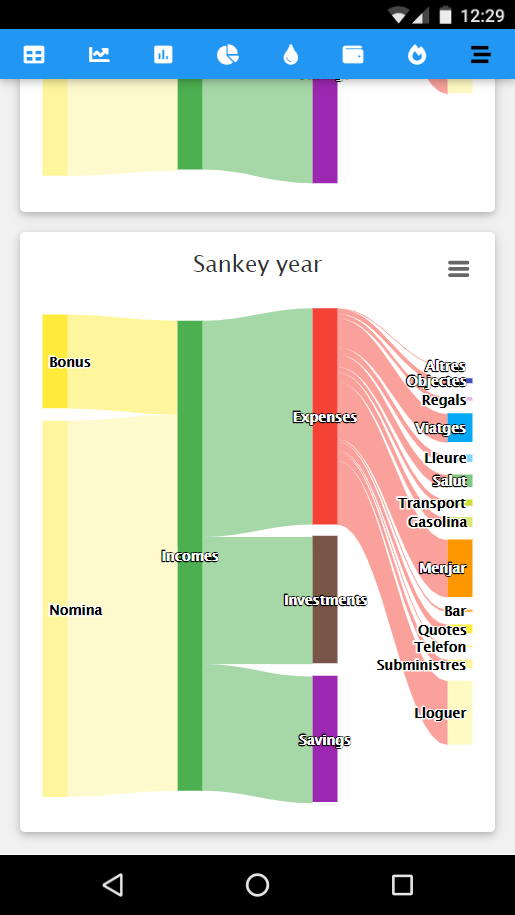 12:29
Sankey year
Bonus
Nomina
Incomes
Expenses
Investments
Savings
Altres
Objectes
Regals
Viatges
Lleure
Salut
Transport
Gasolina
Menjar
Bar
Quotes
Telefon
Subministres
Lloguer